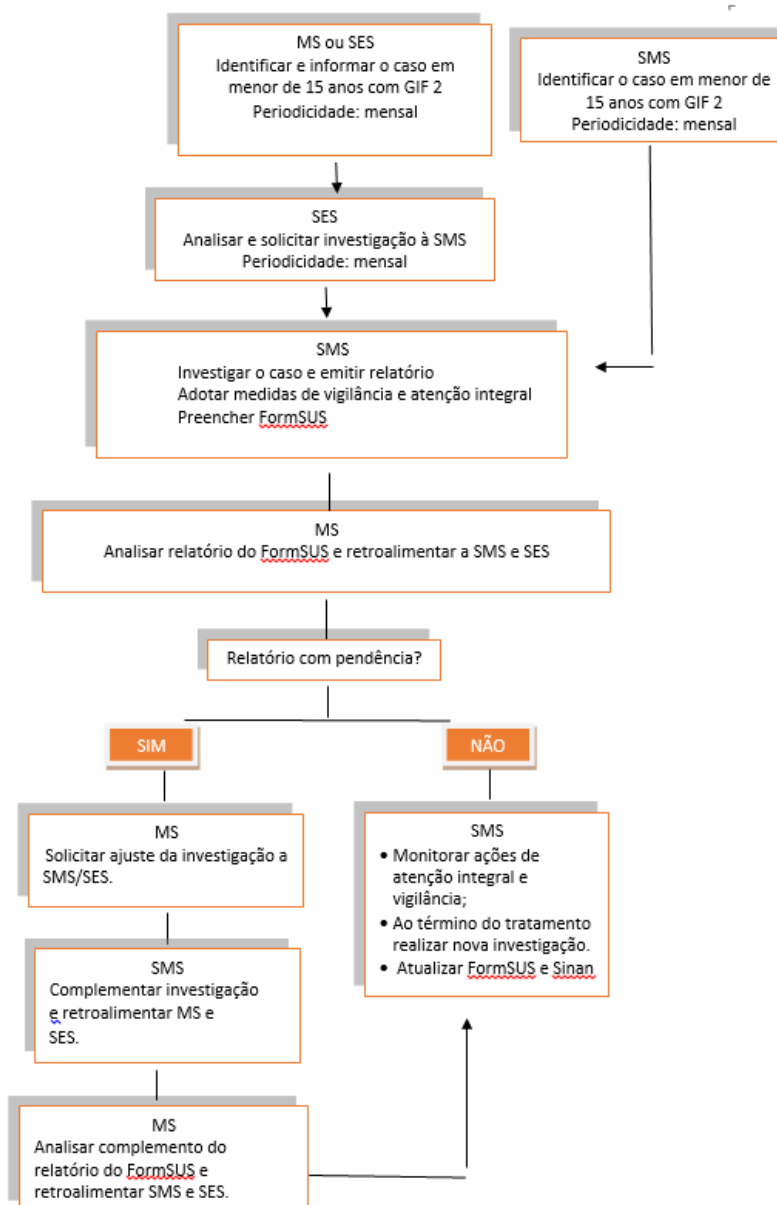 MS ou SES
Identificar e informar o caso em
menor de 15 anos com GIF 2
Periodicidade: mensal
SMS
Identificar o caso em menor de
15 anos com GIF 2
Periodicidade: mensal
SES
Analisar e solicitar investigação à SMS
Periodicidade: mensal
SMS
Investigar o caso e emitir relatório
Adotar medidas de vigilância e atenção integral
Preencher FormSUS
MS
Analisar relatório do FormSUS e retroalimentar a SMS e SES
Relatório com pendência?
SIM
NÃO
MS
Solicitar ajuste da investigação a
SMS/SES.
SMS
Complementar investigação
e retroalimentar MS e
SES.
MS
Analisar complemento do
relatório do FormSUS e
retroalimentar SMS e SES.
SMS
• Monitorar ações de
atenção integral e
vigilância;
• Ao término do tratamento
realizar nova investigação.
• Atualizar FormSUS e Sinan